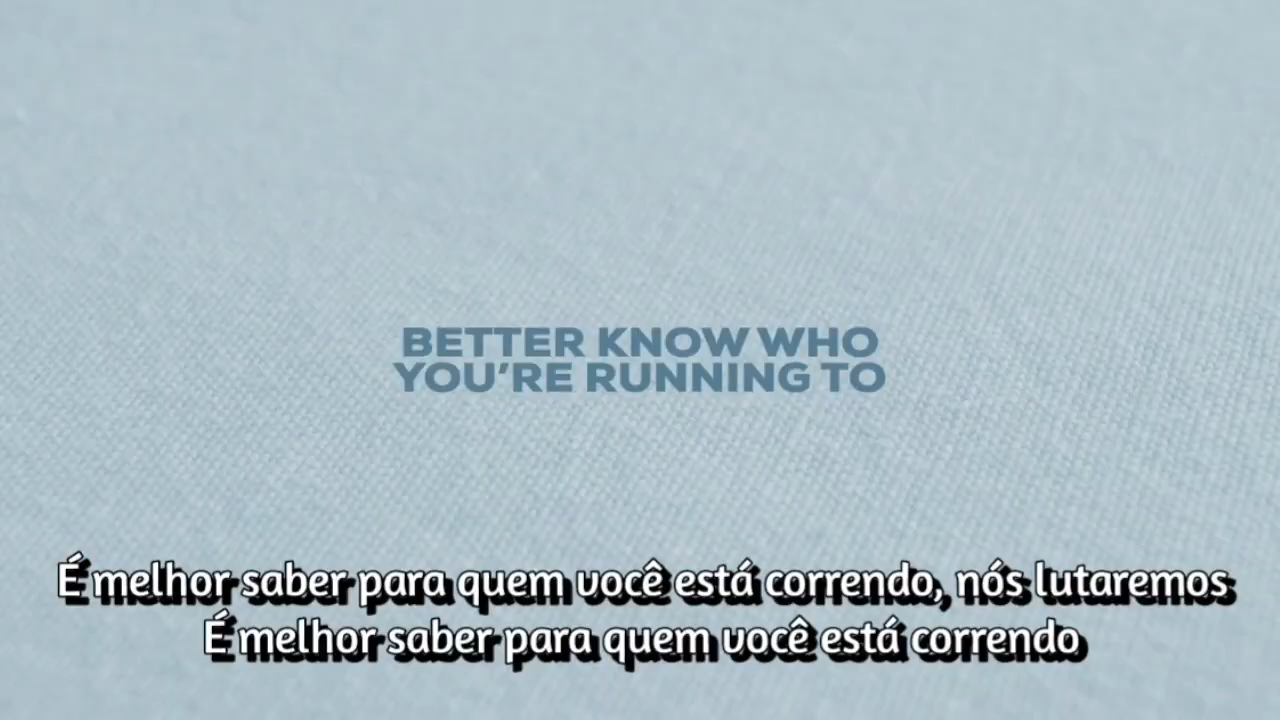 BETTER KNOW WHO
YOU'RE RUNNING TO
É melhor saber para quem você está correndo, nós lutaremos
É melhor saber para quem você está correndo